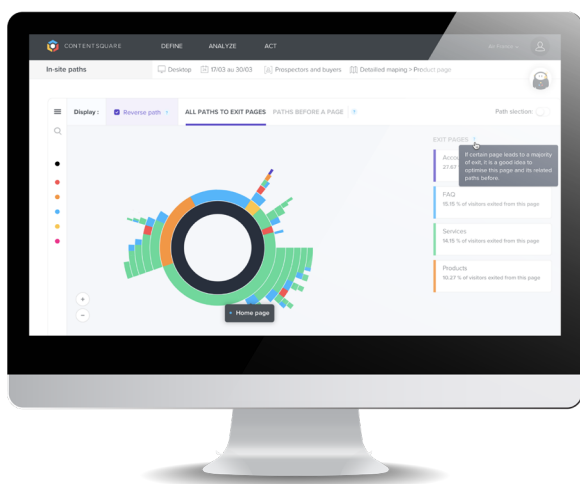 CONTENTSQUARE
DEFINE
ANALYZE
ACT
In-site paths
Desktop
17/03 au 30/03
Prospectors and buyers
Detailed maping > Product page
Display :
Reverse path
ALL PATHS TO EXIT PAGES
PATHS BEFORE A PAGE
Path slection
EXIT PAGES
If certain page leads to a majority
of exit, it is a good idea to
optimise this page and its related
paths before.
FAQ
15.15 % of visitors exited from this page
Services
14.15 % of visitors exited from this page
Products
10.27 % of visitors exited from this page
Home page